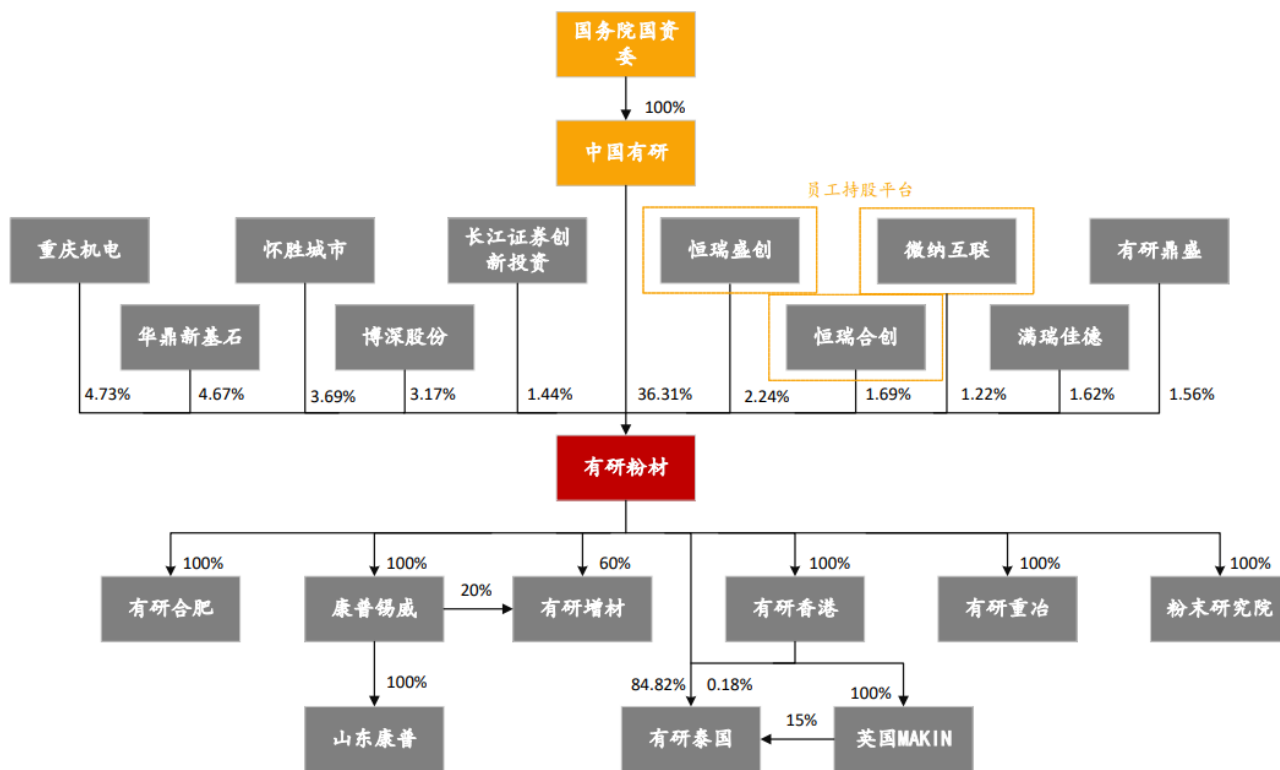 国务院国资
委
100%
中国有研
员工持股平台
重庆机电
怀胜城市
长江证券创
新投资
恒瑞盛创
微纳互联
有研鼎盛
华鼎新基石
博深股份
恒瑞合创
满瑞佳德
4.73%
4.67%
3.69%
3.17%
1.44%
36.31%
2.24%
1.69%
1.22%
1.62%
1.56%
有研粉材
100%
100%
60%
100%
100%
100%
有研合肥
康普锡威
20%
有研增材
有研香港
有研重冶
粉末研究院
100%
84.82%
0.18%
100%
山东康普
有研泰国
15%
英国MAKIN